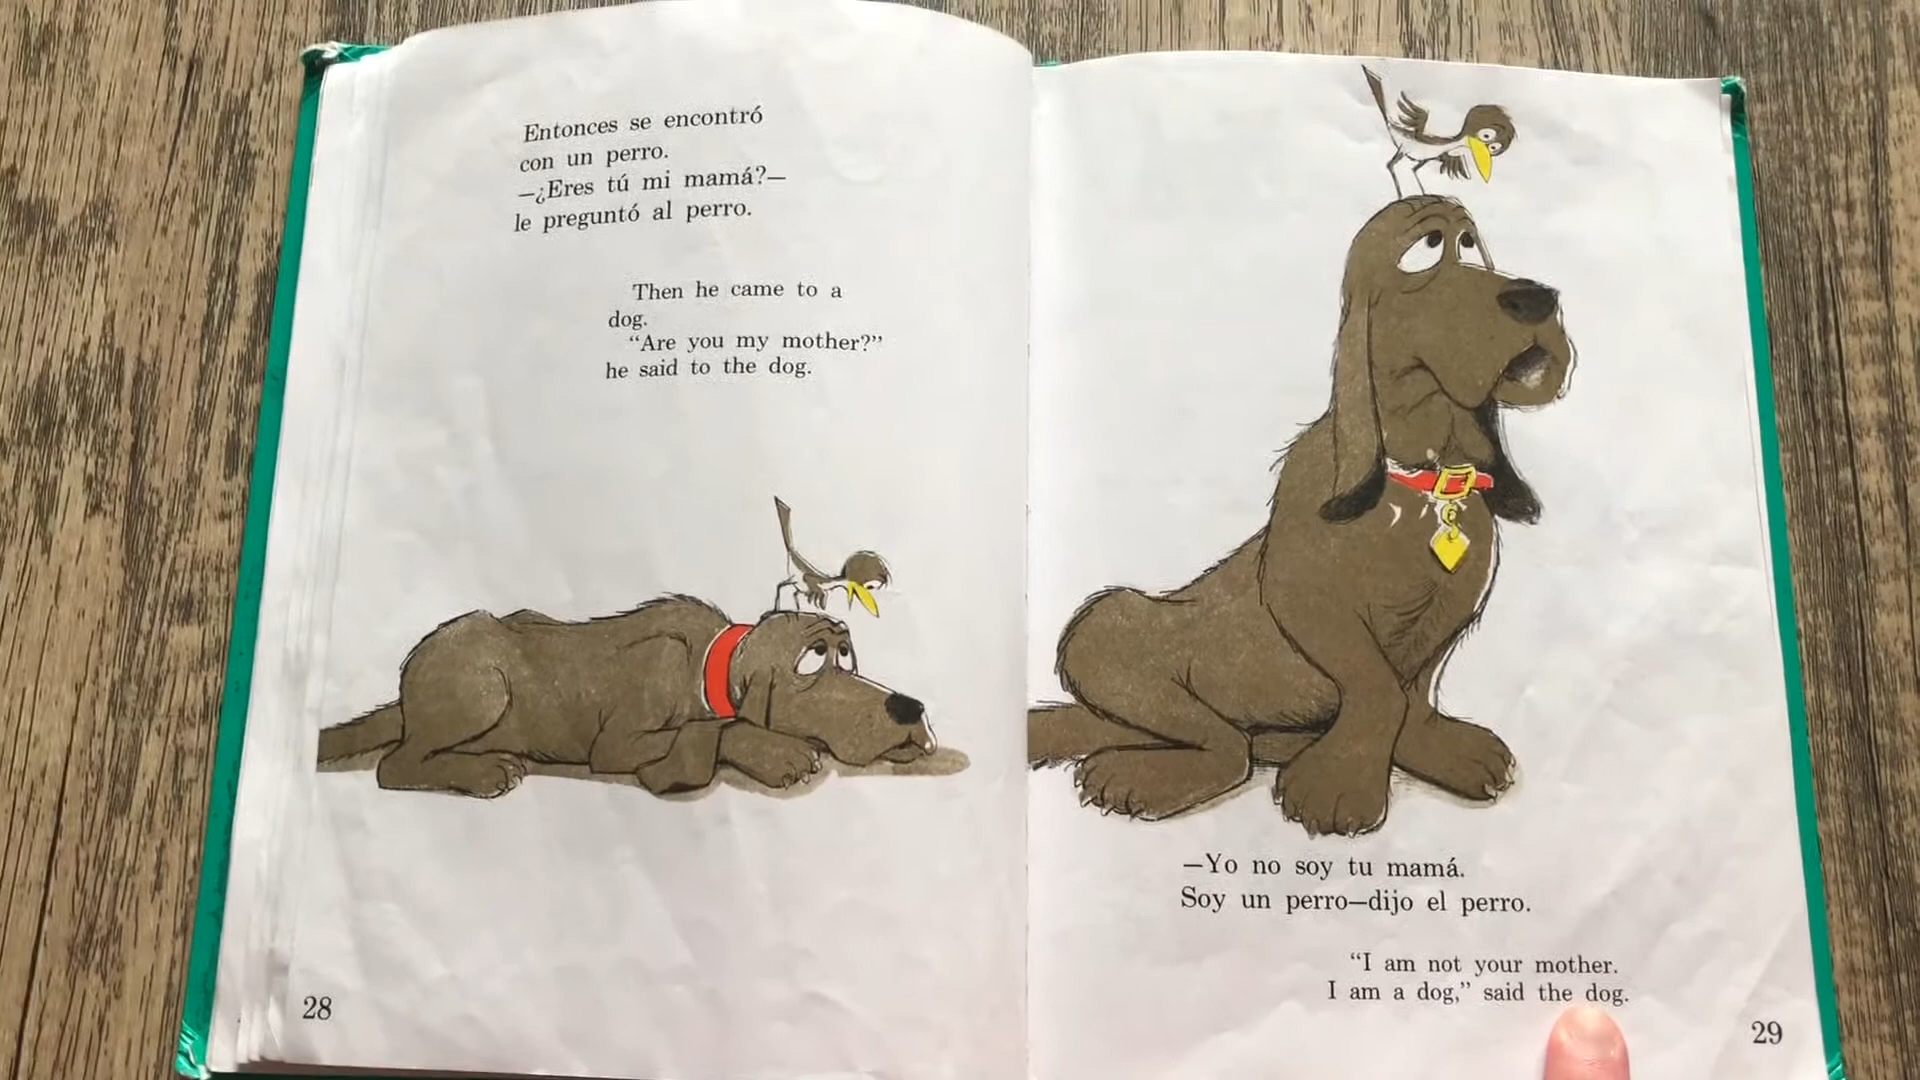 Entonces se encontró
con un perro.
—¿Eres tú mi mamá?—
le preguntó al perro.
Then he came to a
dog.
“Are you my mother?”
he said to the dog.
28
—Yo no soy tu mamá.
Soy un perro—dijo el perro.
“I am not your mother.
I am a dog,” said the dog.
29